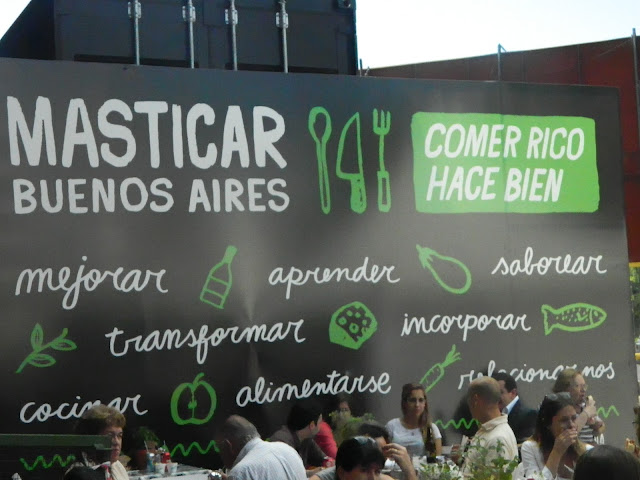 MASTICAR
BUENOS AIRES
COMER RICO
HACE BIEN
mejorar aprender saborear
transformar incorporar
cocinar alimentarse relacionarnos